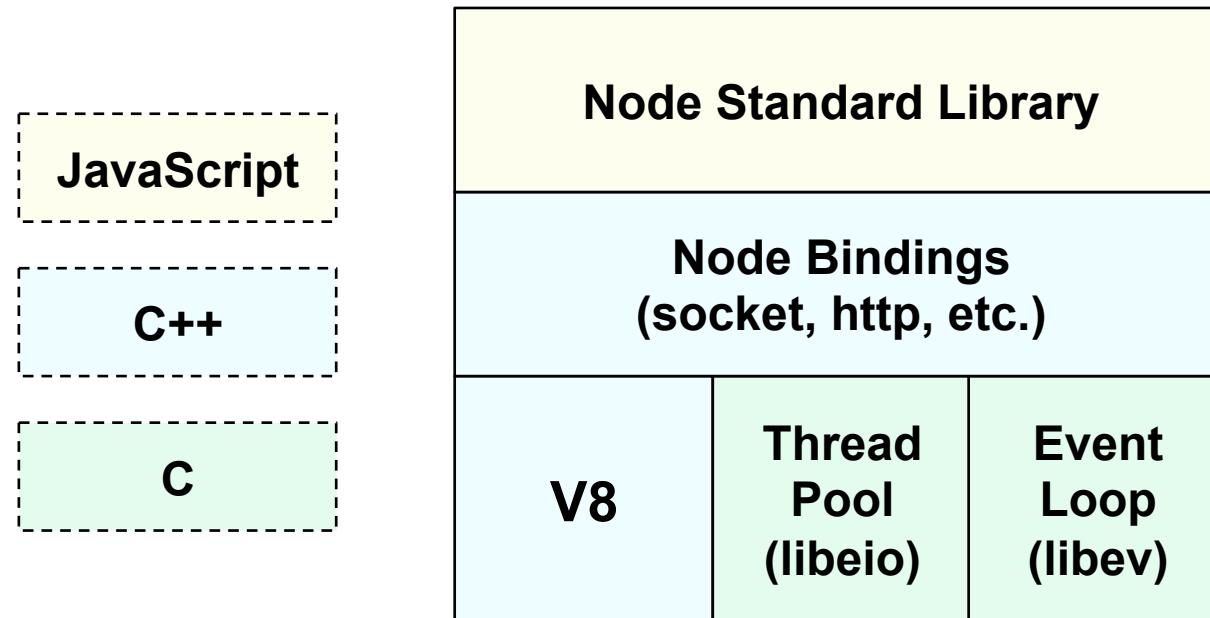 JavaScript
C++
C
Node Standard Library
Node Bindings
(socket, http, etc.)
V8
Thread
Pool
(libeio)
Event
Loop
(libev)